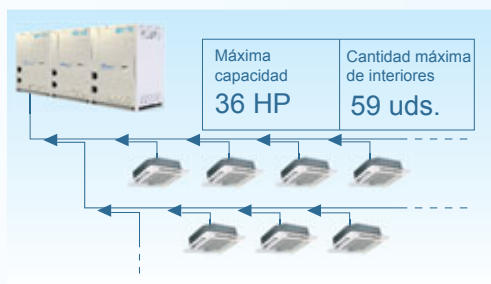 Máxima
capacidad
36 HP
Cantidad máxima
de interiores
59 uds.